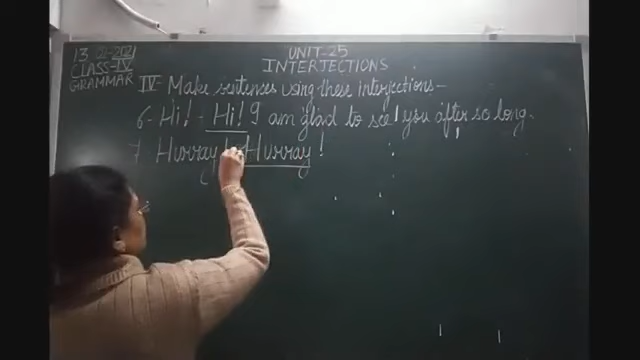 13 02-2021 UNIT-25
CLASS-IV INTERJECTIONS
GRAMMAR IV- Make sentences using these interjections-
6- Hi! - Hi! I am glad to see you after so long.
7 Hurray ! - Hurray !